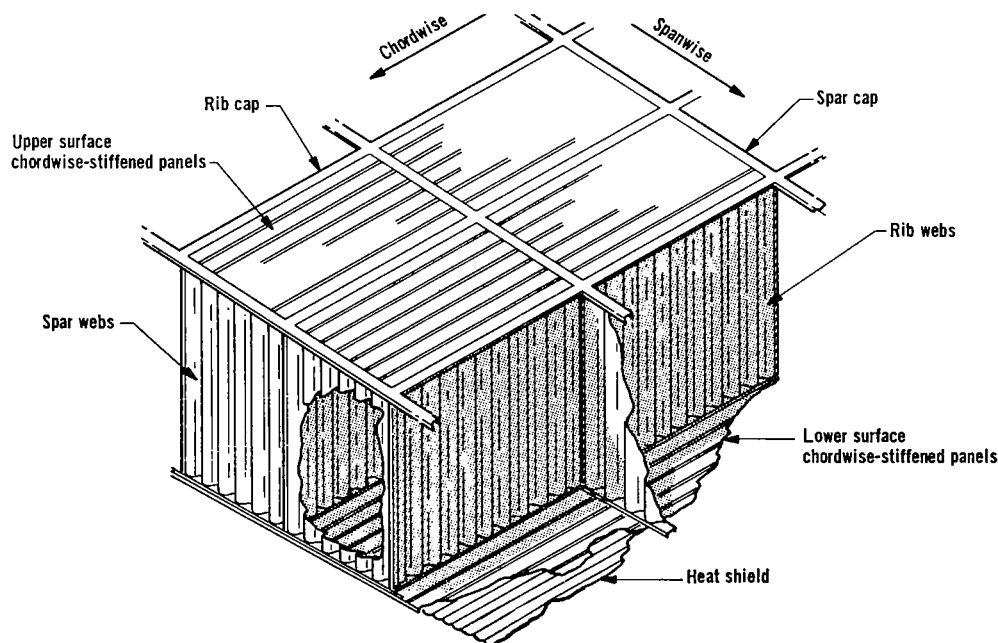 Chordwise
Spanwise
Rib cap
Spar cap
Upper surface
chordwise-stiffened panels
Rib webs
Spar webs
Lower surface
chordwise-stiffened panels
Heat shield